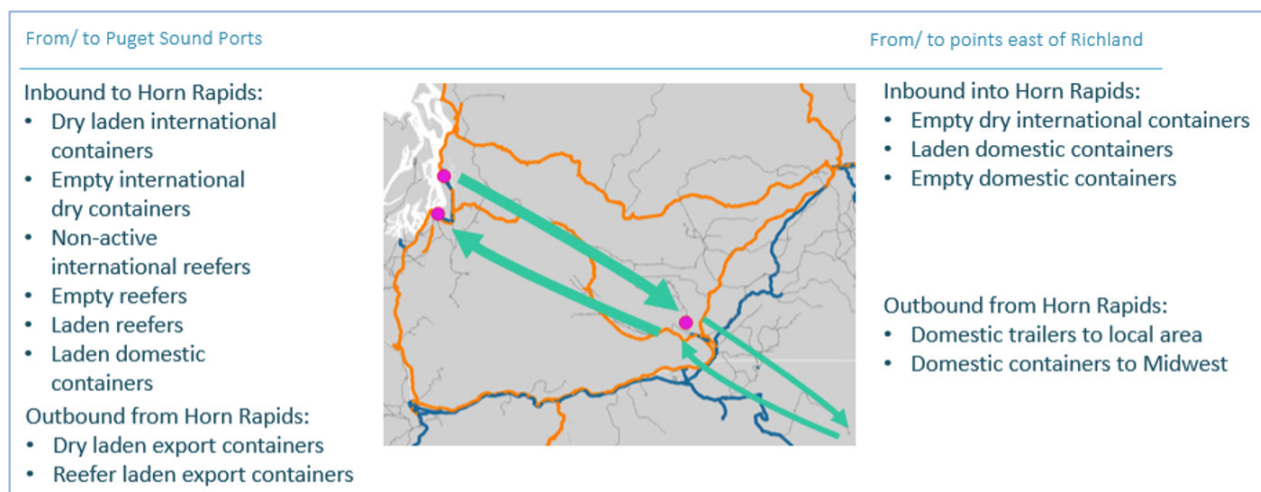 From/ to Puget Sound Ports
Inbound to Horn Rapids:
• Dry laden international
containers
• Empty international
dry containers
• Non-active
international reefers
• Empty reefers
• Laden reefers
• Laden domestic
containers
Outbound from Horn Rapids:
• Dry laden export containers
• Reefer laden export containers
From/ to points east of Richland
Inbound into Horn Rapids:
• Empty dry international containers
• Laden domestic containers
• Empty domestic containers
Outbound from Horn Rapids:
• Domestic trailers to local area
• Domestic containers to Midwest